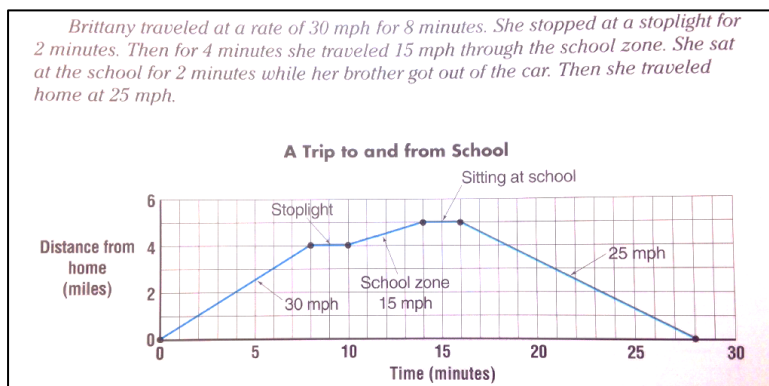 Brittany traveled at a rate of 30 mph for 8 minutes. She stopped at a stoplight for
2 minutes. Then for 4 minutes she traveled 15 mph through the school zone. She sat
at the school for 2 minutes while her brother got out of the car. Then she traveled
home at 25 mph.
A Trip to and from School
Sitting at school
6
Stoplight
Distance from
home
(miles)
4
25 mph
School zone
15 mph
2
30 mph
0
0 5 10 15 20 25 30
Time (minutes)